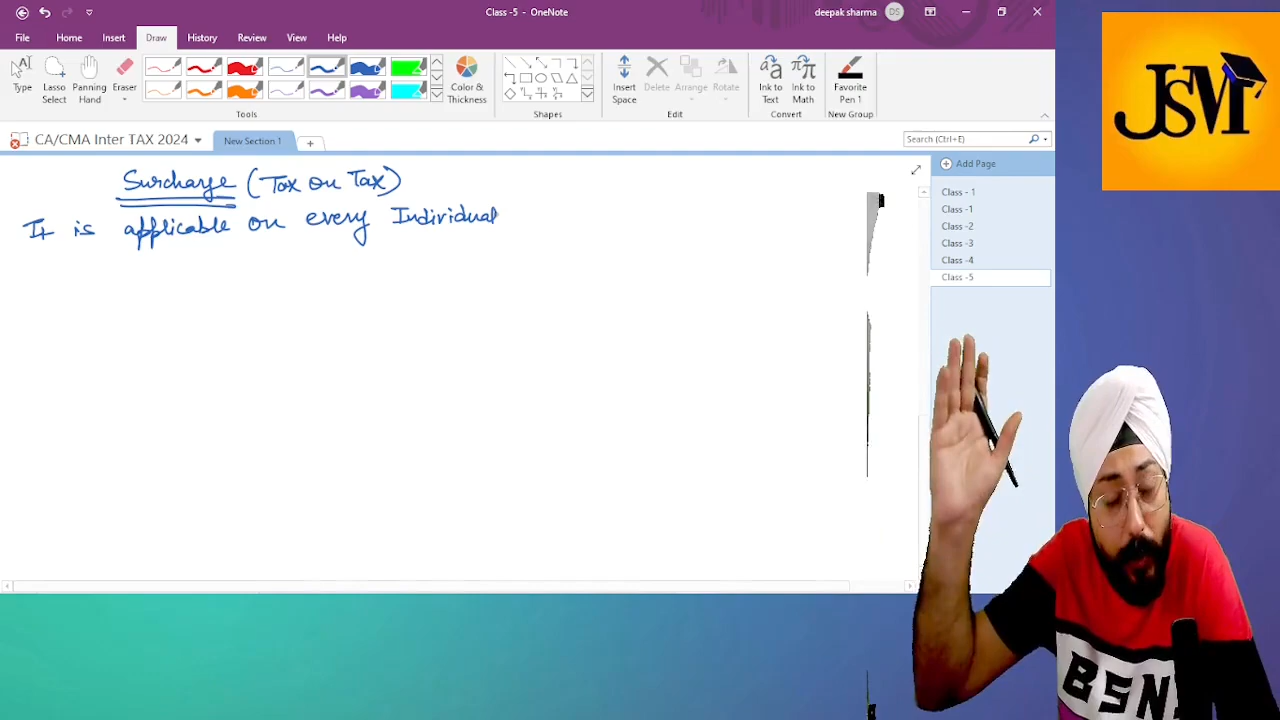 Class -5 - OneNote
deepak sharma
DS
File Home Insert Draw History Review View Help
Type
Lasso Select
Panning Hand
Eraser
Color & Thickness
Insert Space
Delete
Arrange
Rotate
Ink to Text
Ink to Math
Favorite Pen 1
Tools
Shapes
Edit
Convert
New Group
CA/CMA Inter TAX 2024
New Section 1
Search (Ctrl+E)
Add Page
Class - 1
Class -1
Class -2
Class -3
Class -4
Class -5
Surcharge (Tax on Tax)
It is applicable on every Individual
JSM
BSN